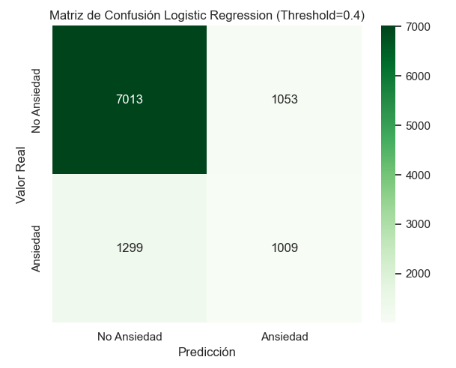 Matriz de Confusión Logistic Regression (Threshold=0.4)
7000
6000
5000
4000
3000
2000
No Ansiedad
7013
1053
Valor Real
Ansiedad
1299
1009
No Ansiedad
Ansiedad
Predicción